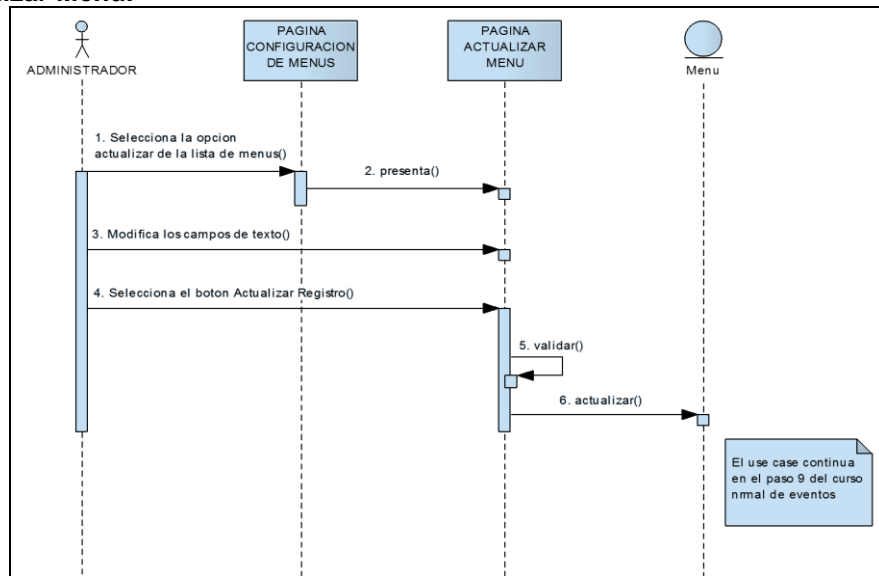 PAGINA
CONFIGURACION
DE MENUS
PAGINA
ACTUALIZAR
MENU
ADMINISTRADOR
Menu
1. Selecciona la opcion
actualizar de la lista de menus()
2. presenta()
3. Modifica los campos de texto()
4. Selecciona el boton Actualizar Registro()
5. validar()
6. actualizar()
El use case continua
en el paso 9 del curso
nrmal de eventos